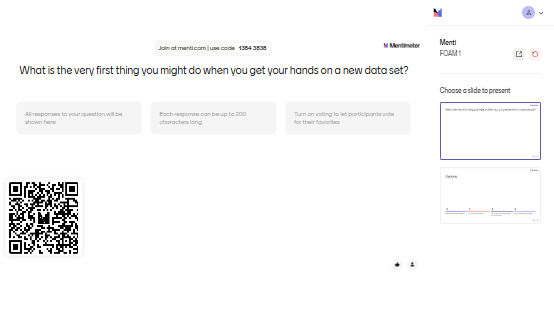 Join at menti.com | use code 1384 3838
Mentimeter
What is the very first thing you might do when you get your hands on a new data set?
All responses to your question will be
shown here
Each response can be up to 200
characters long
Turn on voting to let participants vote
for their favorites
Menti
FOAM 1
Choose a slide to present